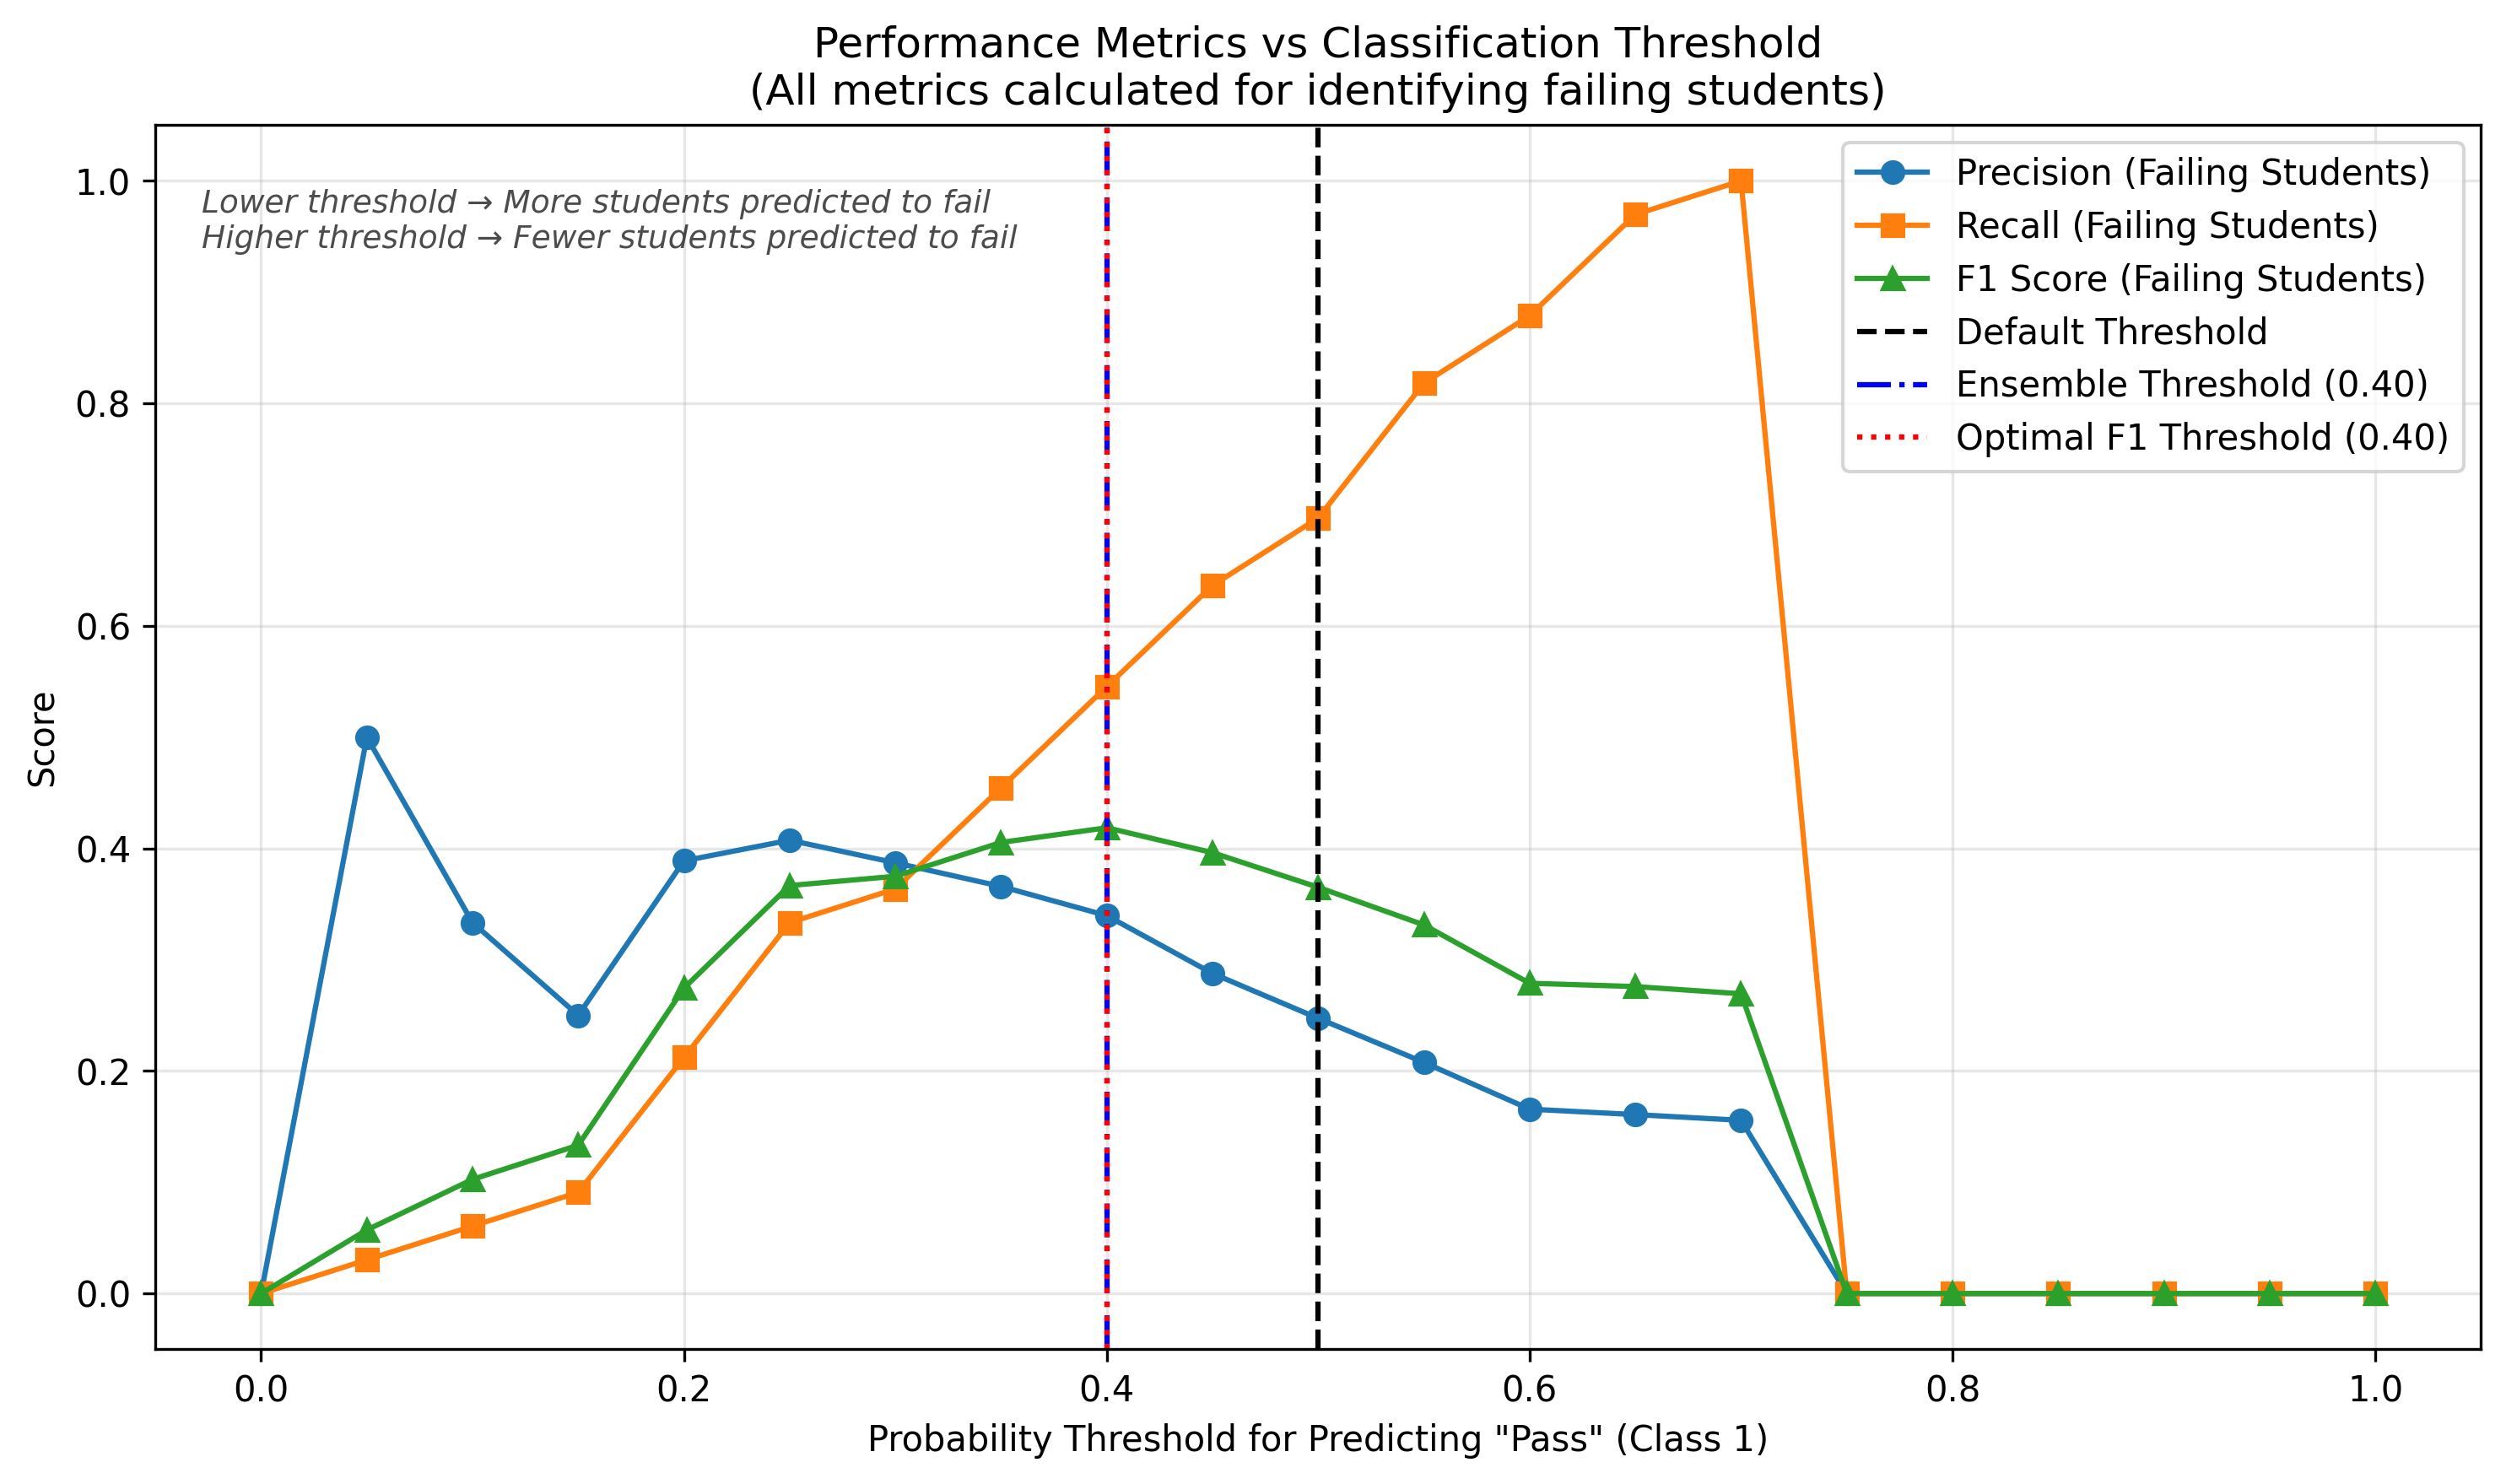 Performance Metrics vs Classification Threshold
(All metrics calculated for identifying failing students)
Lower threshold → More students predicted to fail
Higher threshold → Fewer students predicted to fail
Precision (Failing Students)
Recall (Failing Students)
F1 Score (Failing Students)
Default Threshold
Ensemble Threshold (0.40)
Optimal F1 Threshold (0.40)
Score
1.0
0.8
0.6
0.4
0.2
0.0
0.0 0.2 0.4 0.6 0.8 1.0
Probability Threshold for Predicting "Pass" (Class 1)